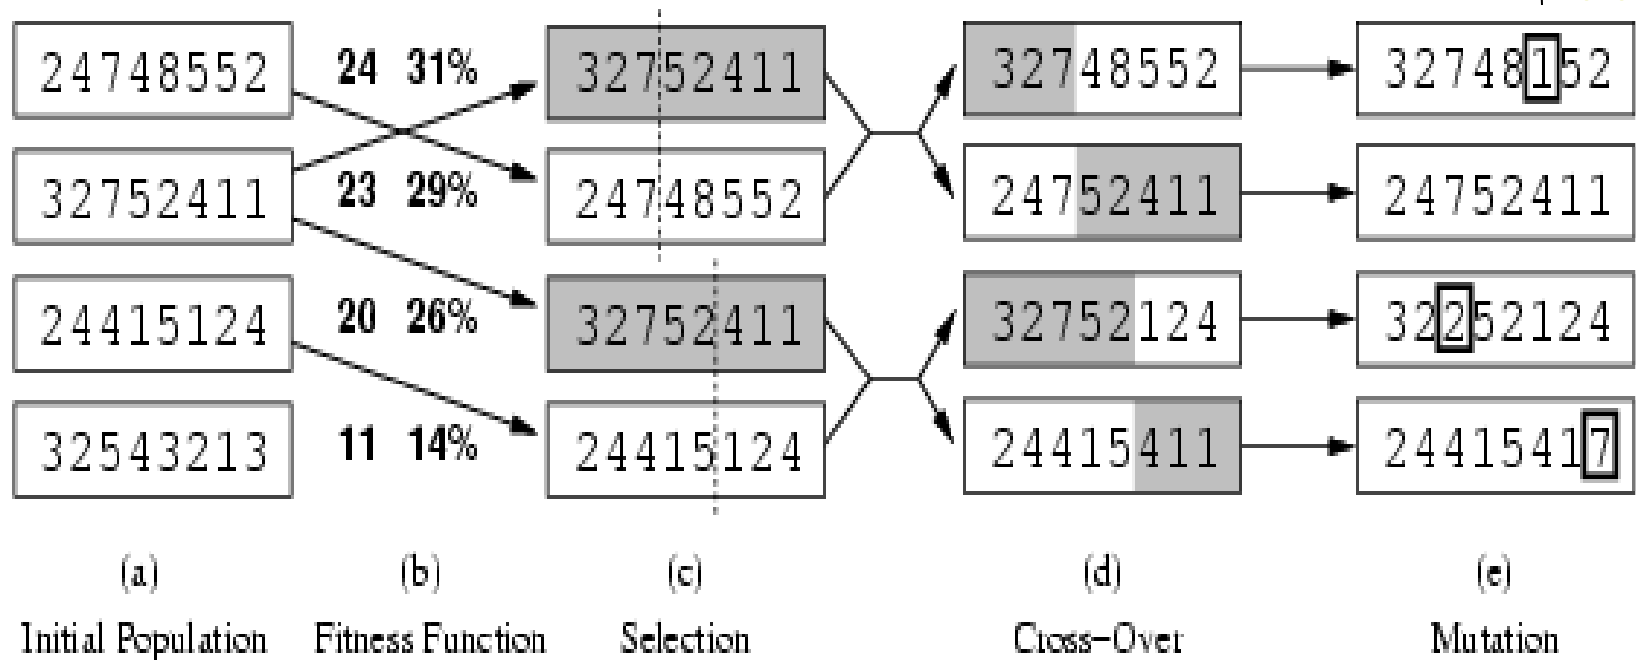 24748552 24 31% 32752411 32748552 32748152
32752411 23 29% 24748552 24752411 24752411
24415124 20 26% 32752411 32752124 32252124
32543213 11 14% 24415124 24415411 24415417
(a) (b) (c) (d) (e)
Initial Population Fitness Function Selection Cross–Over Mutation